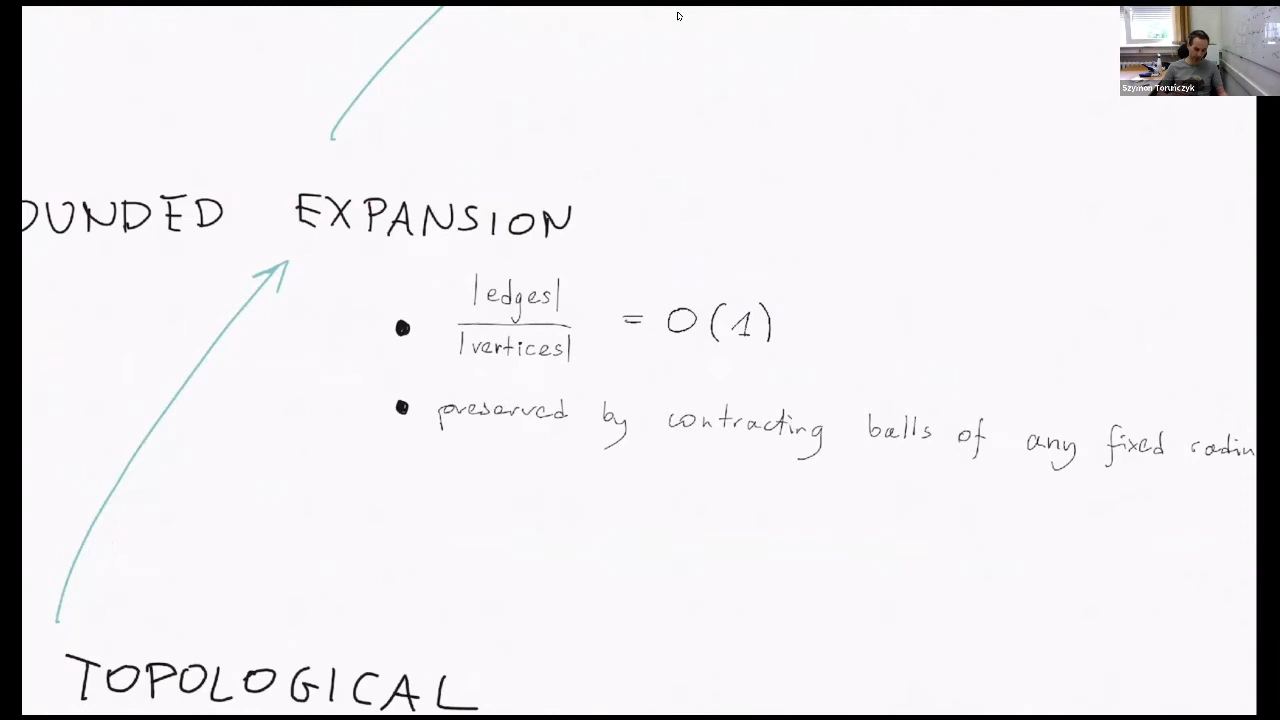 Szymon Toruńczyk
OUNDED EXPANSION
|edges|
|vertices|
= O(1)
preserved by contracting balls of any fixed radiu
TOPOLOGICAL